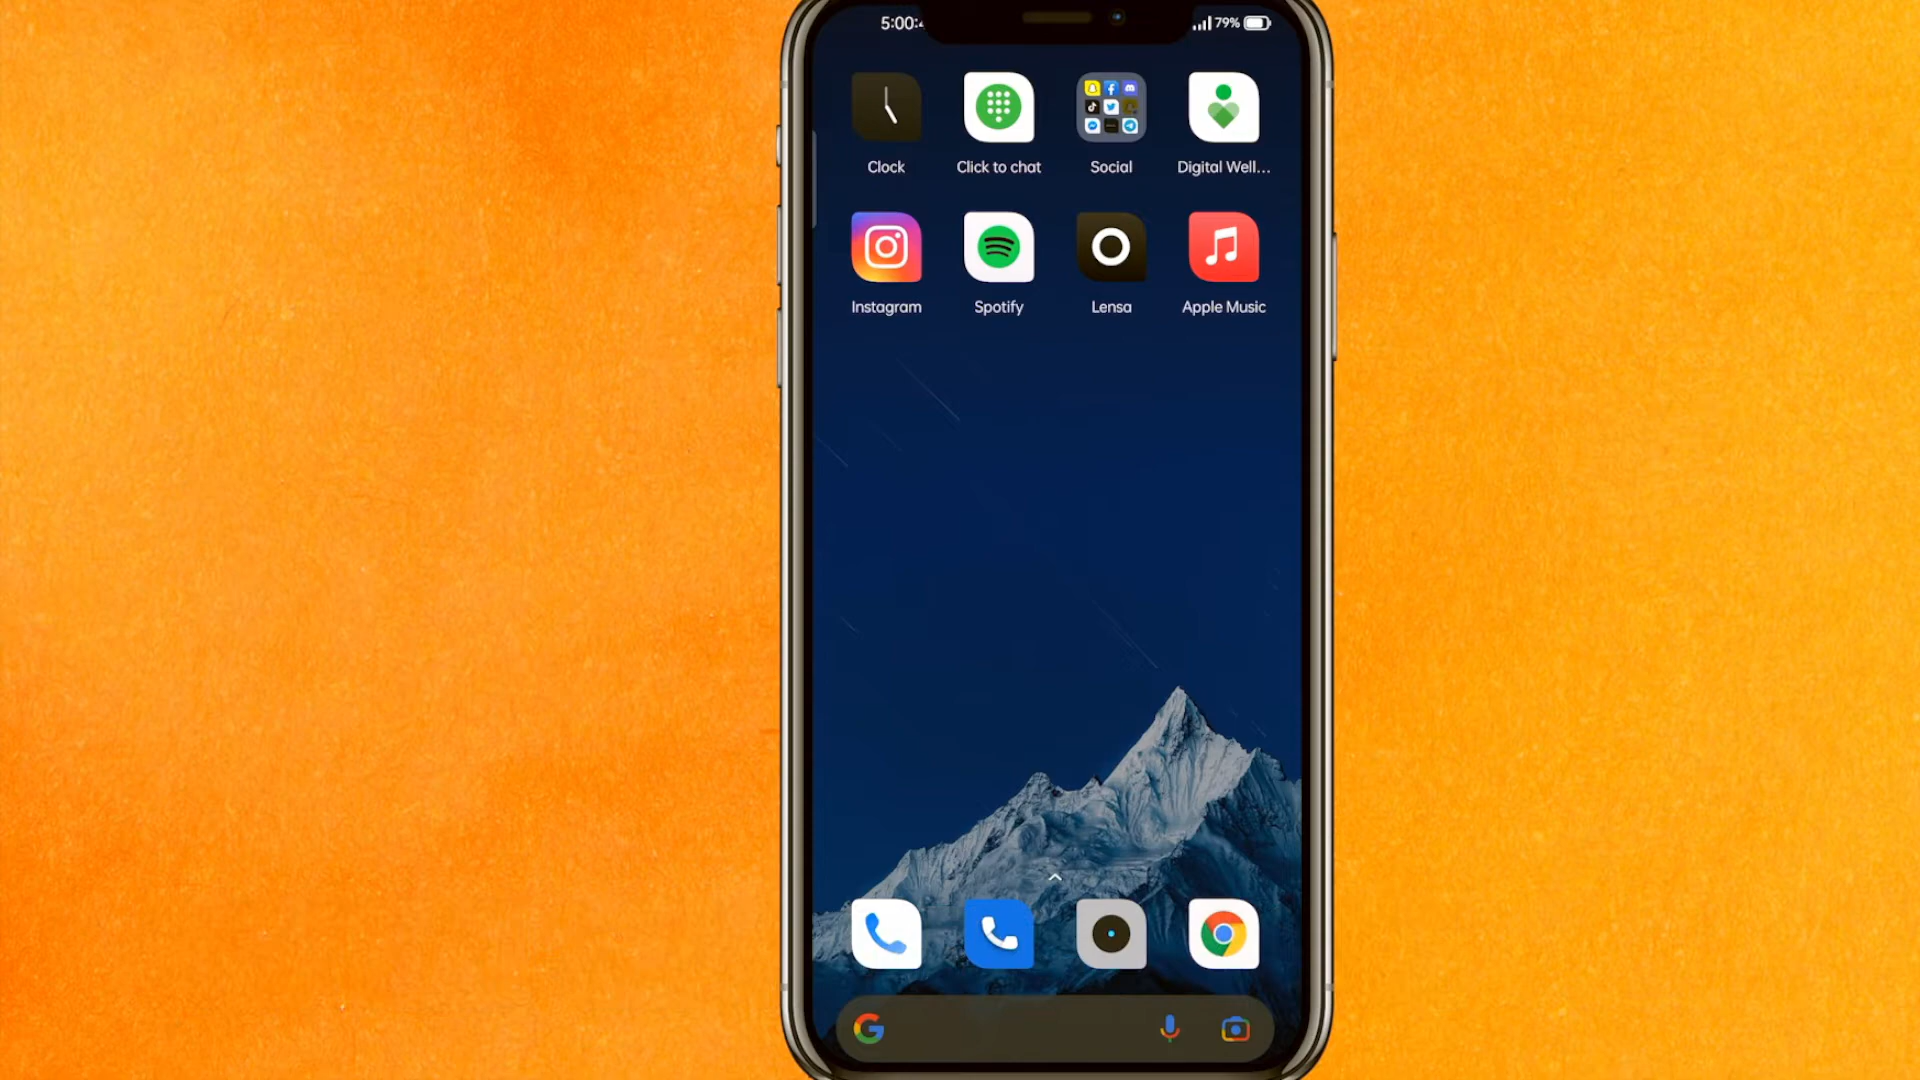 5:00:
79%
Clock
Click to chat
Social
Digital Well...
Instagram
Spotify
Lensa
Apple Music